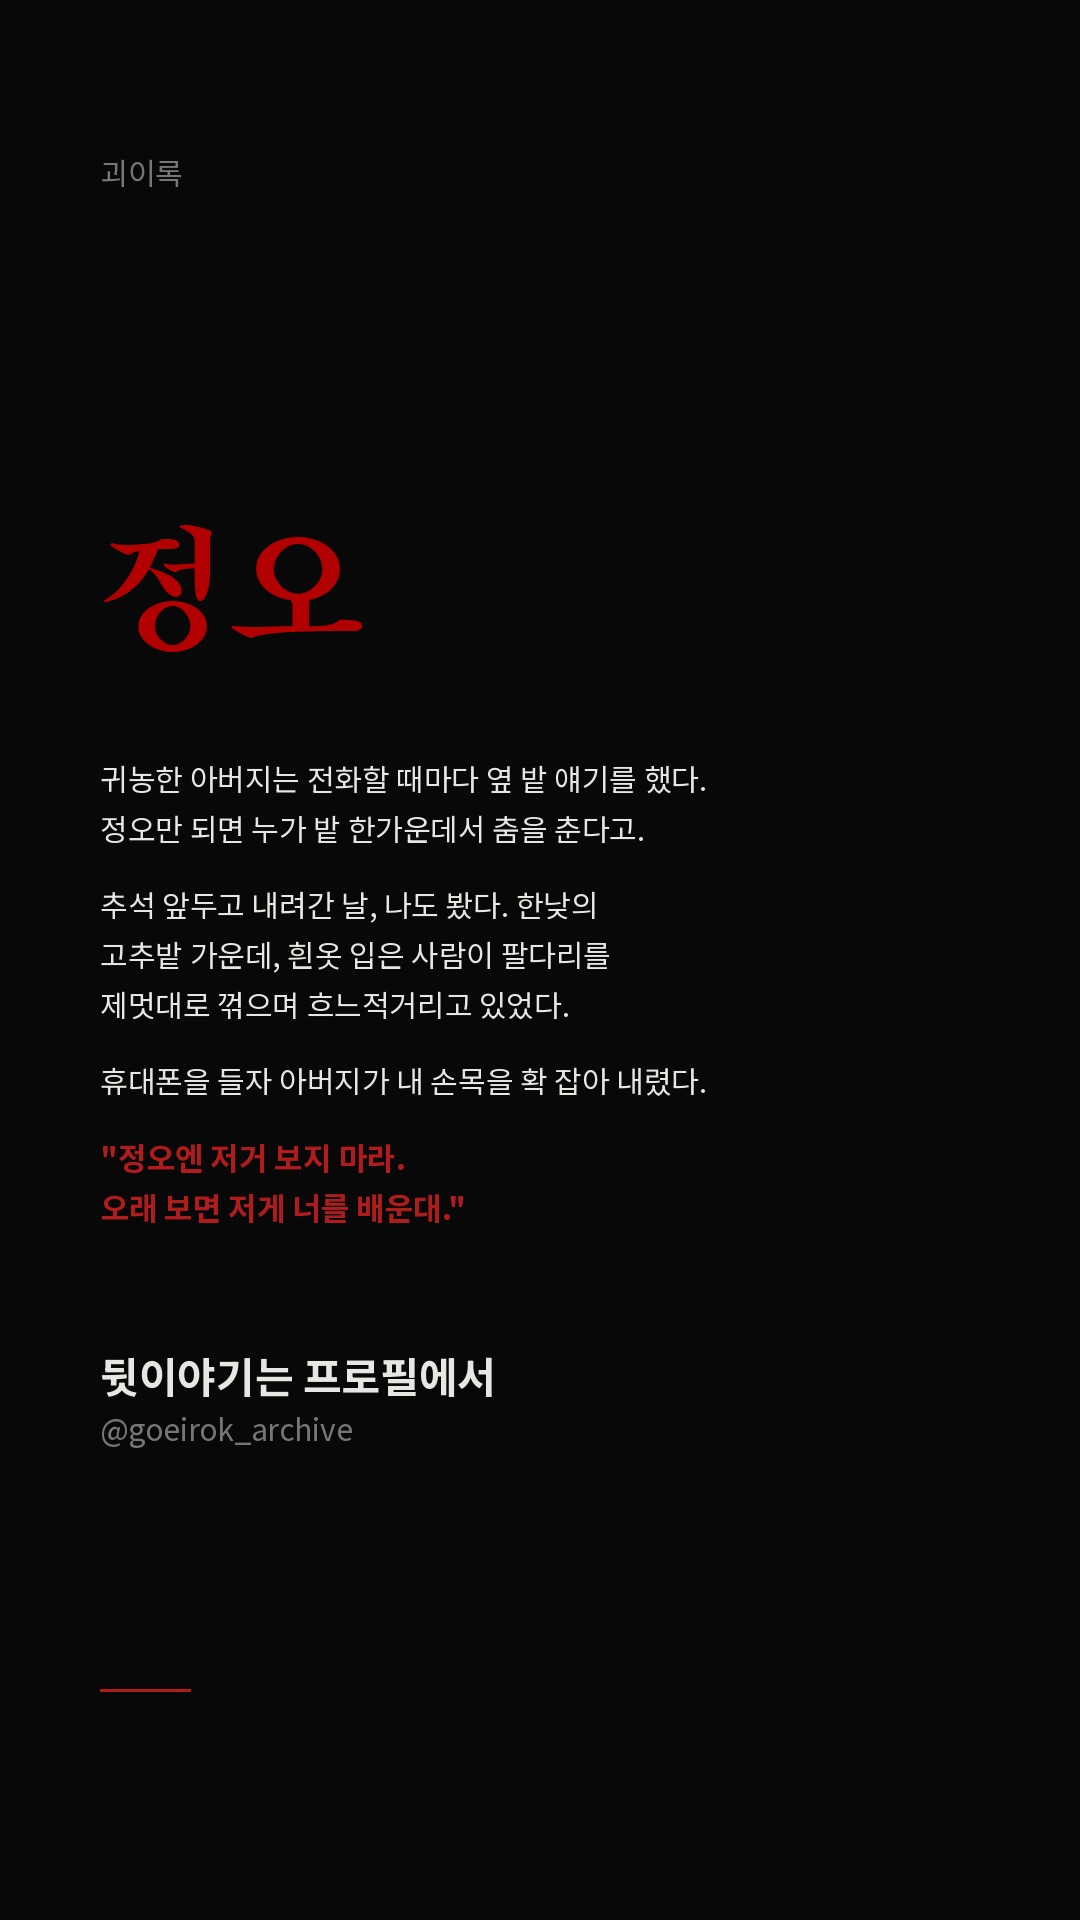 괴이록
정오
귀농한 아버지는 전화할 때마다 옆 밭 얘기를 했다.
정오만 되면 누가 밭 한가운데서 춤을 춘다고.
추석 앞두고 내려간 날, 나도 봤다. 한낮의
고추밭 가운데, 흰옷 입은 사람이 팔다리를
제멋대로 꺾으며 흐느적거리고 있었다.
휴대폰을 들자 아버지가 내 손목을 확 잡아 내렸다.
"정오엔 저거 보지 마라.
오래 보면 저게 너를 배운대."
뒷이야기는 프로필에서
@goeirok_archive